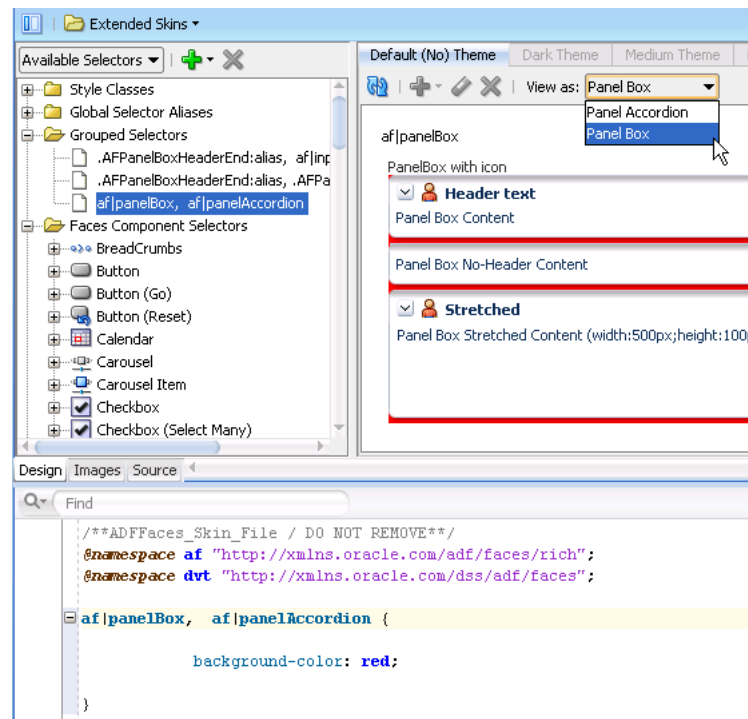 Extended Skins
Available Selectors
Style Classes
Global Selector Aliases
Grouped Selectors
.AFPanelBoxHeaderEnd:alias, af|inp
.AFPanelBoxHeaderEnd:alias, .AFPa
af|panelBox, af|panelAccordion
Faces Component Selectors
BreadCrumbs
Button
Button (Go)
Button (Reset)
Calendar
Carousel
Carousel Item
Checkbox
Checkbox (Select Many)
Default (No) Theme Dark Theme Medium Theme
View as: Panel Box
Panel Accordion
Panel Box
af|panelBox
PanelBox with icon
Header text
Panel Box Content
Panel Box No-Header Content
Stretched
Panel Box Stretched Content (width:500px;height:100p
Design Images Source
Find
/**ADFFaces_Skin_File / DO NOT REMOVE**/
@namespace af "http://xmlns.oracle.com/adf/faces/rich";
@namespace dvt "http://xmlns.oracle.com/dss/adf/faces";
af|panelBox, af|panelAccordion {
background-color: red;
}